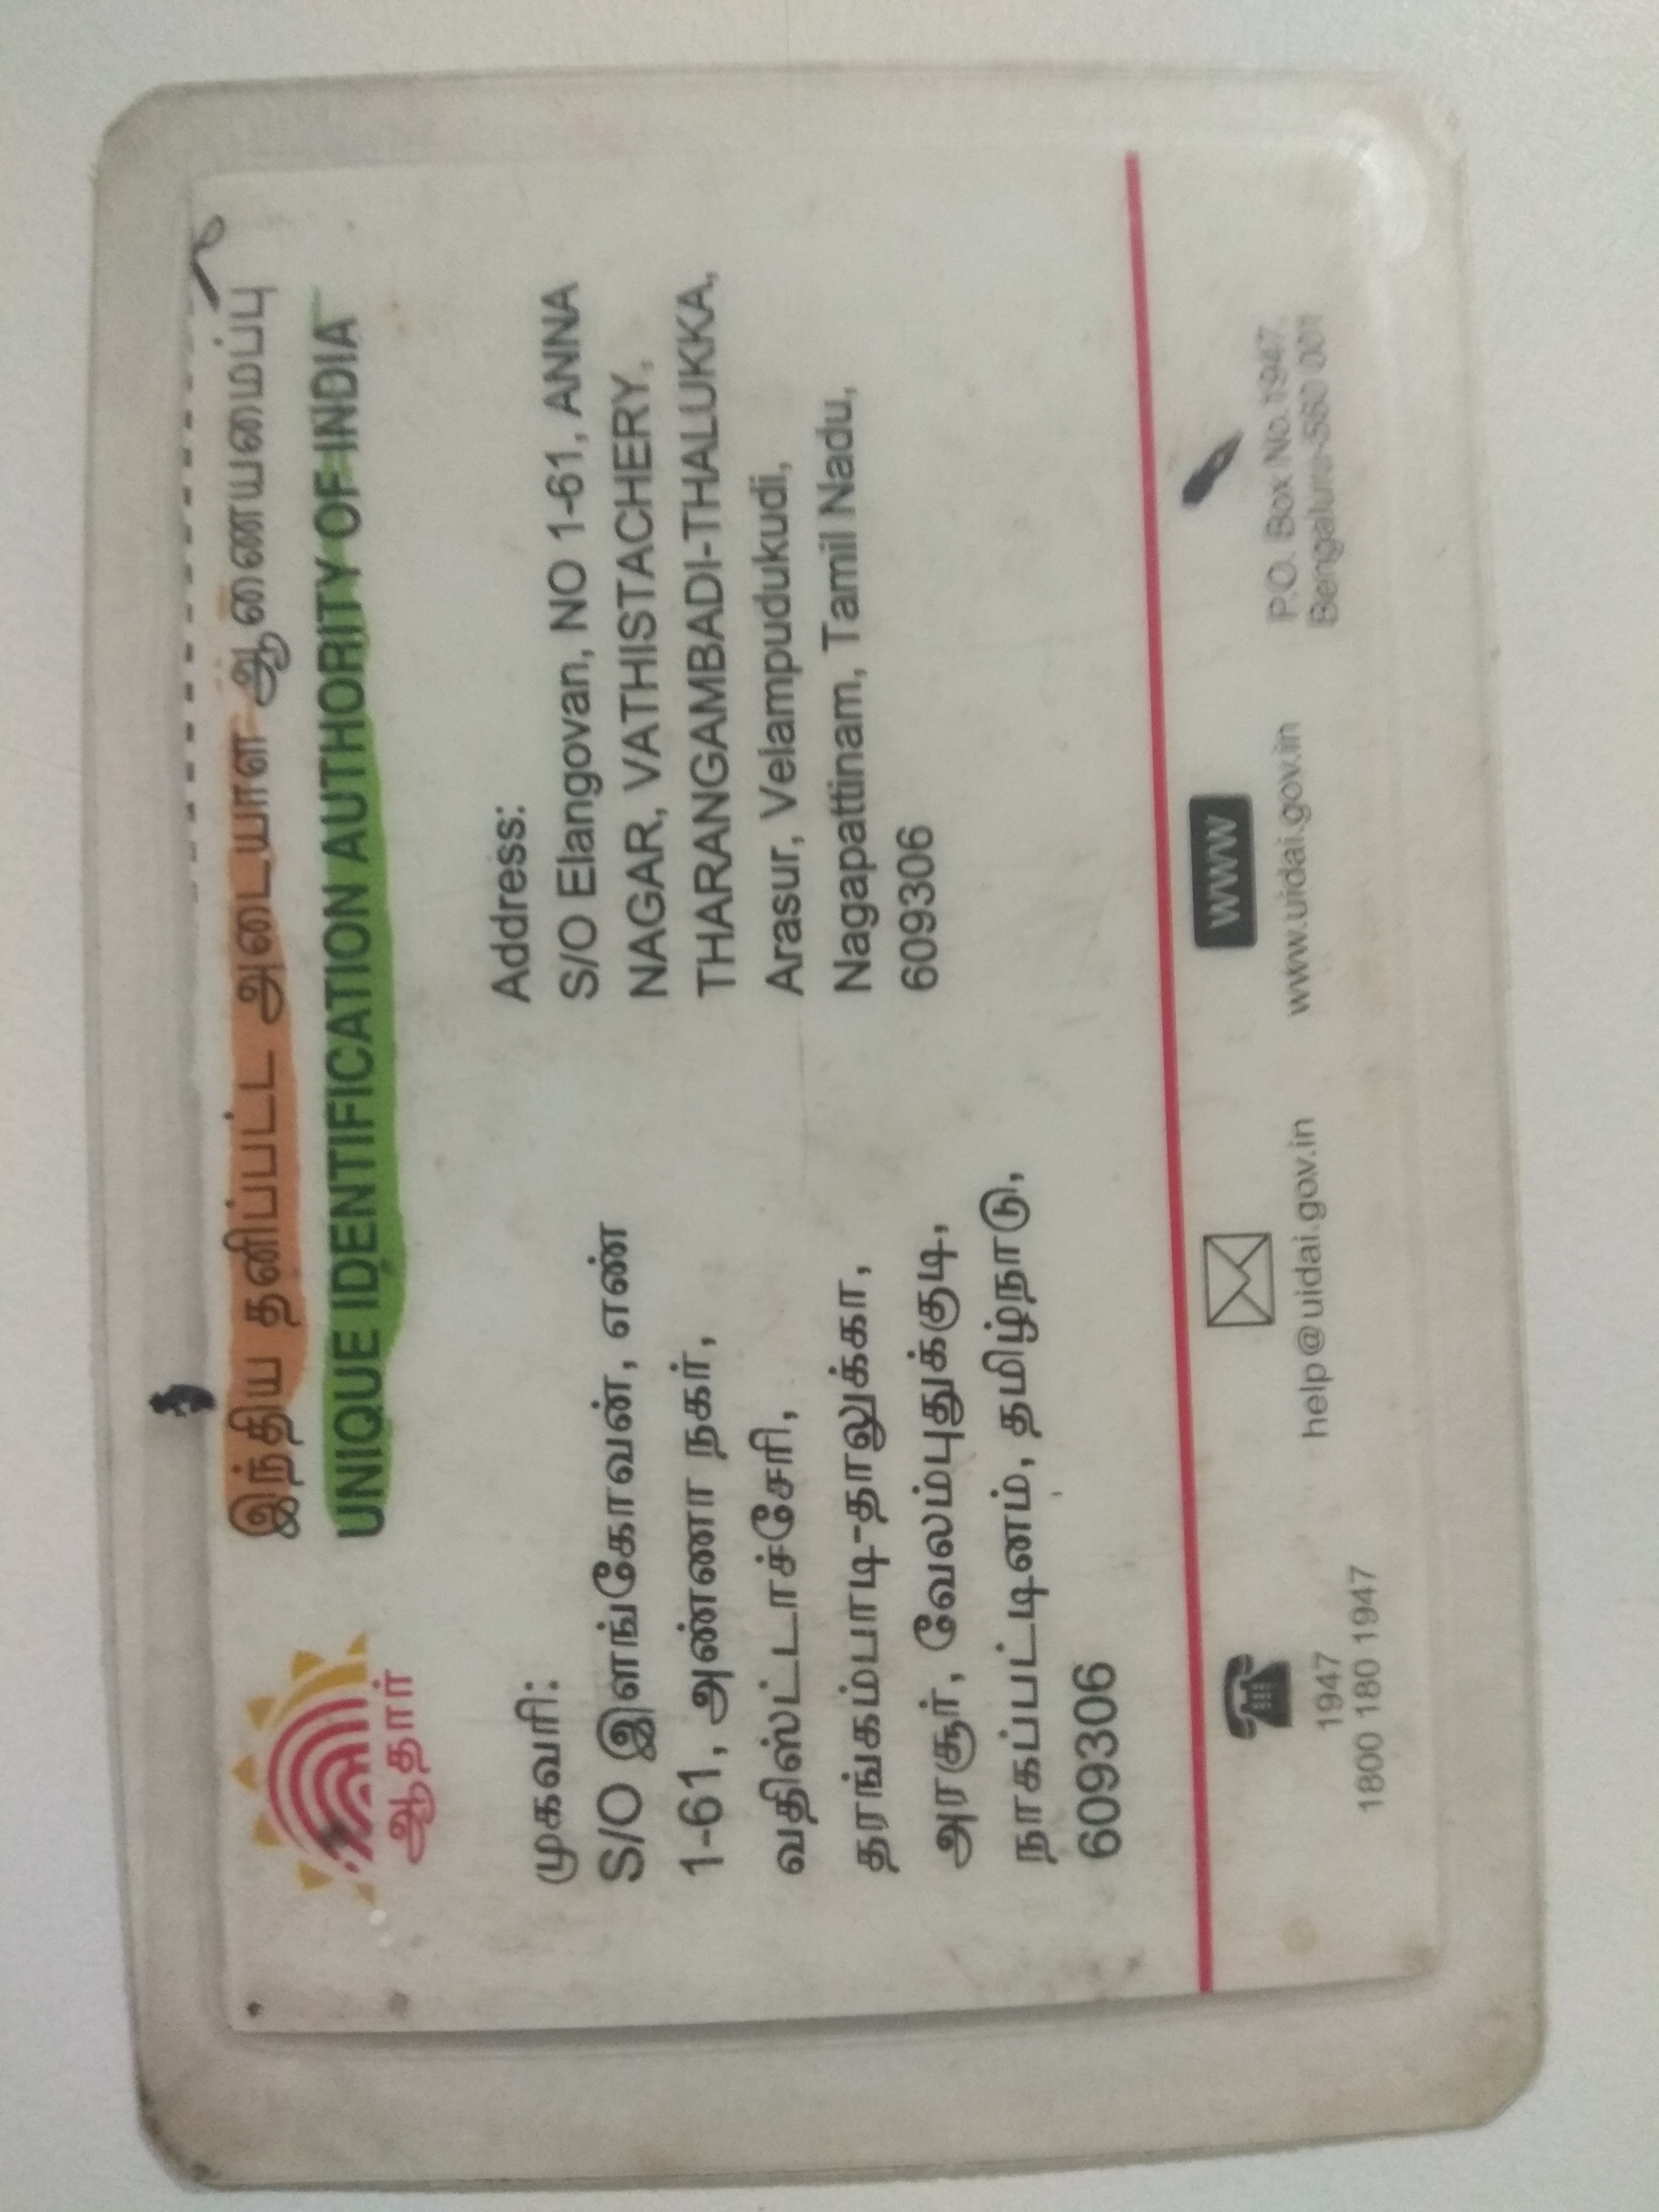 இந்திய தனிப்பட்ட அடையாள ஆணையமைப்பு
UNIQUE IDENTIFICATION AUTHORITY OF INDIA
ஆதார்
முகவரி:
S/O இளங்கோவன், எண்
1-61, அண்ணா நகர்,
வதிஸ்ட்டாச்சேரி,
தரங்கம்பாடி-தாலுக்கா,
அரசூர், வேலம்புதுக்குடி,
நாகப்பட்டினம், தமிழ்நாடு,
609306
Address:
S/O Elangovan, NO 1-61, ANNA
NAGAR, VATHISTACHERY,
THARANGAMBADI-THALUKKA,
Arasur, Velampudukudi,
Nagapattinam, Tamil Nadu,
609306
1947
1800 180 1947
help@uidai.gov.in
www
www.uidai.gov.in
P.O. Box No.1947,
Bengaluru-560 001